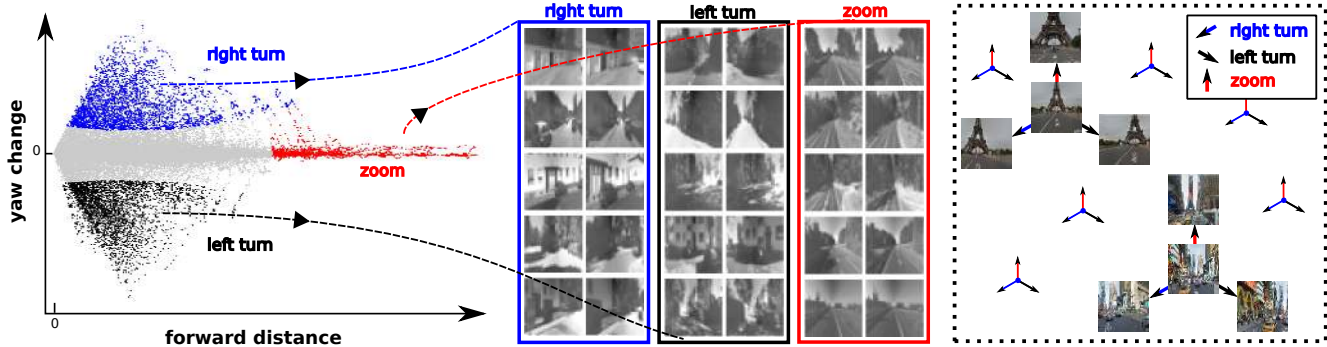 right turn
left turn
zoom
yaw change
0
right turn
zoom
left turn
0
forward distance
right turn
left turn
zoom